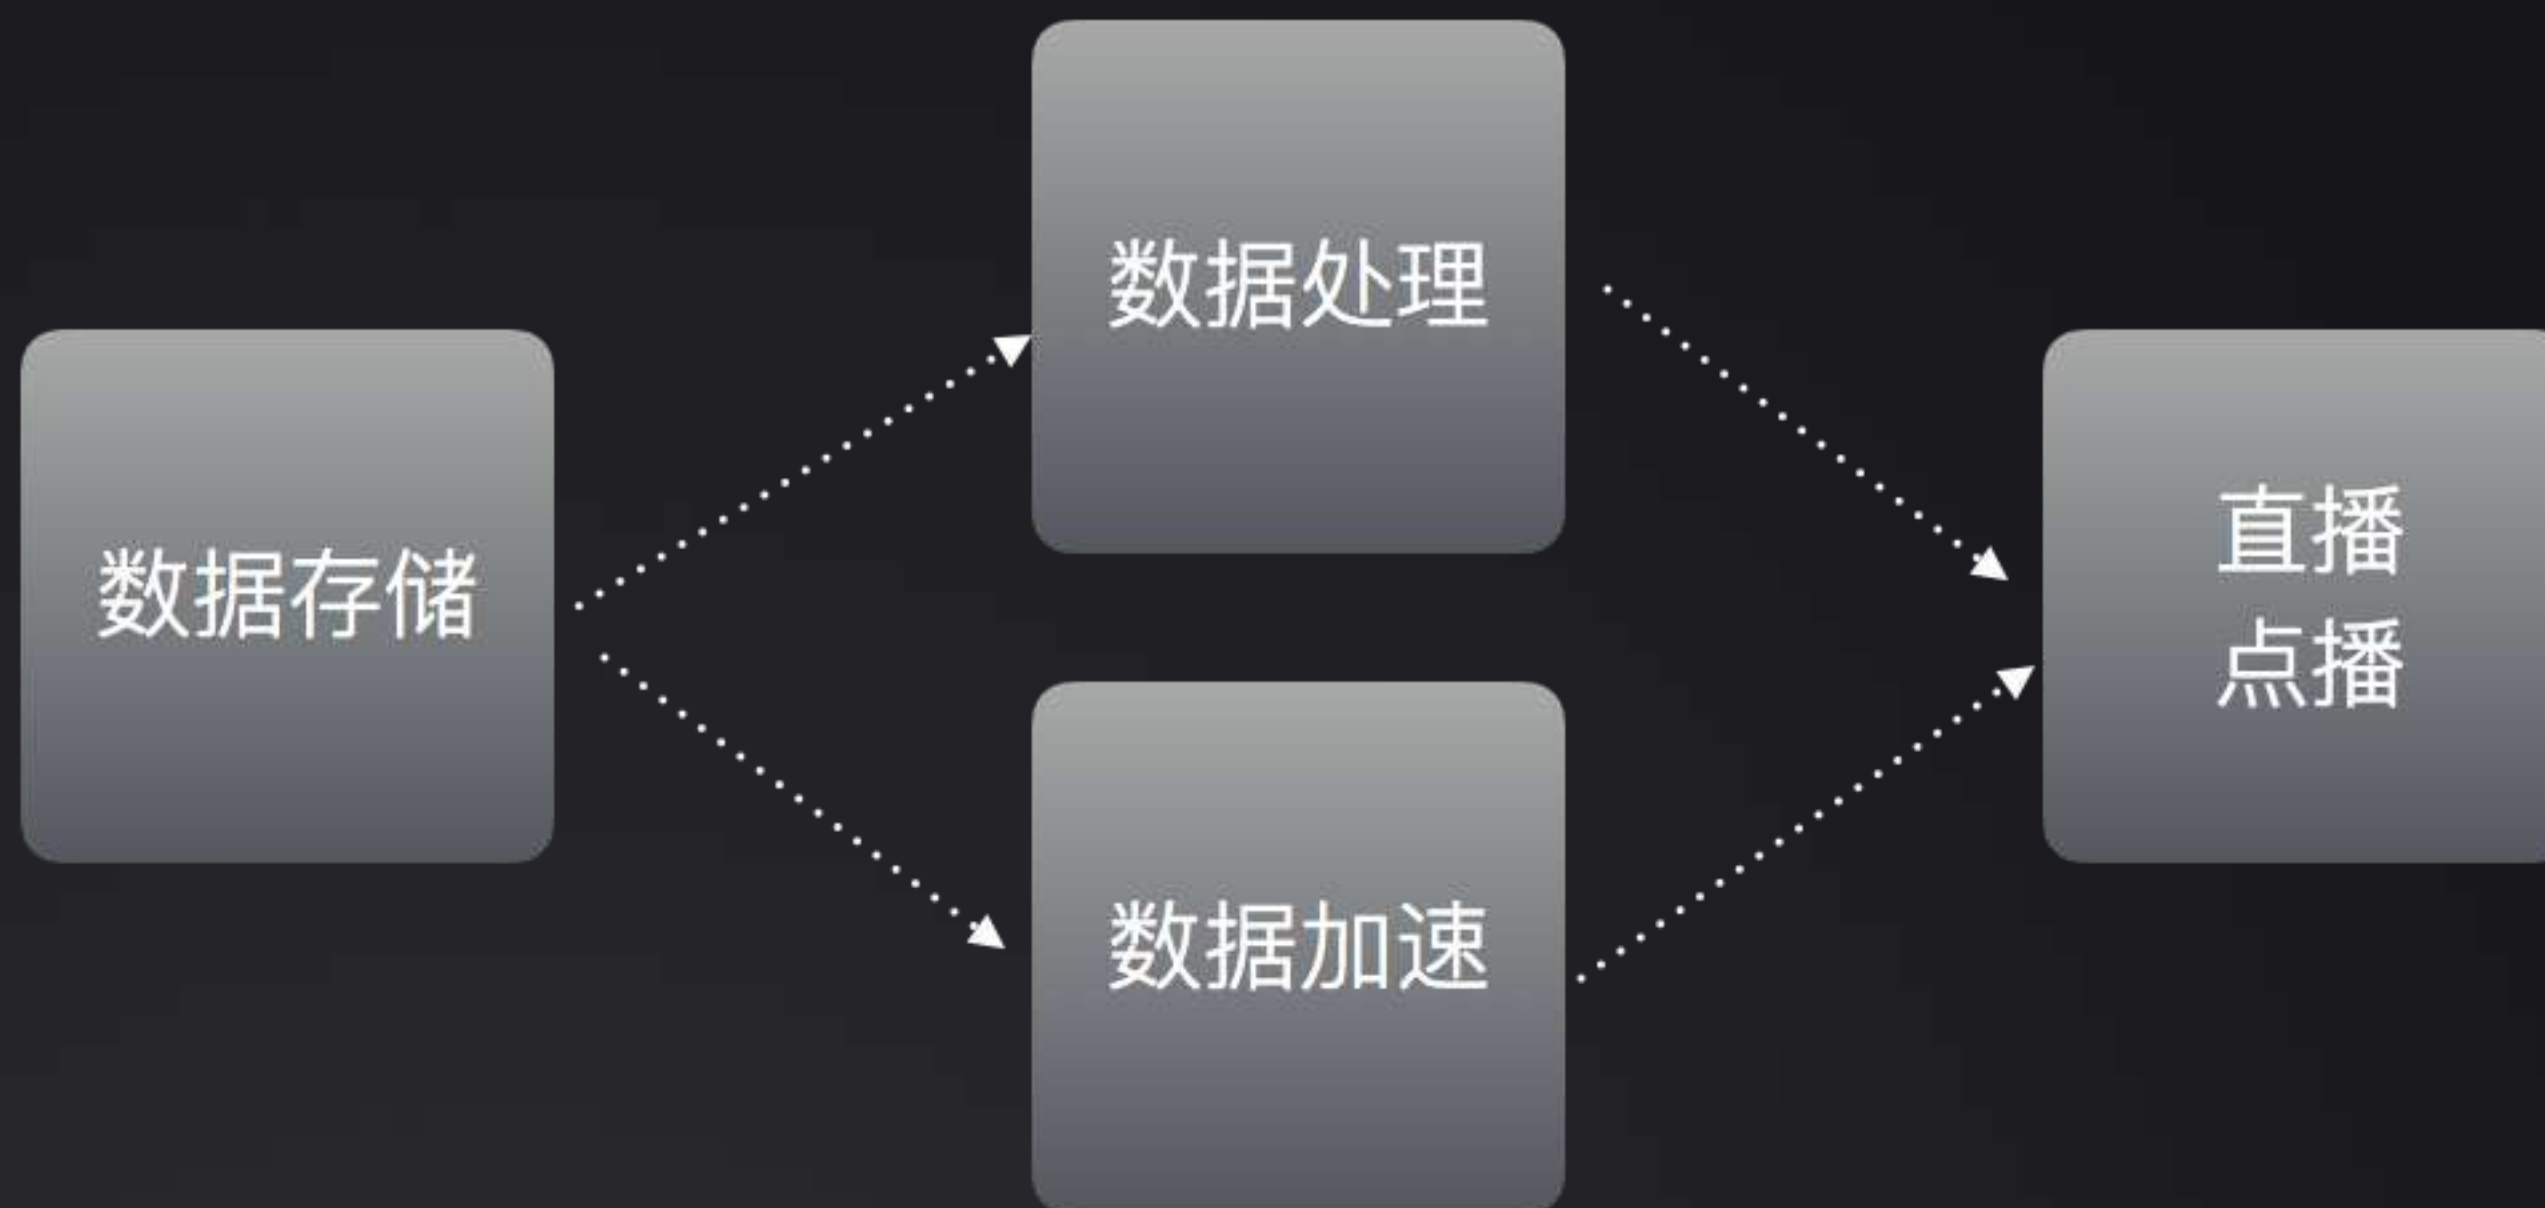 数据存储
数据处理
数据加速
直播
点播